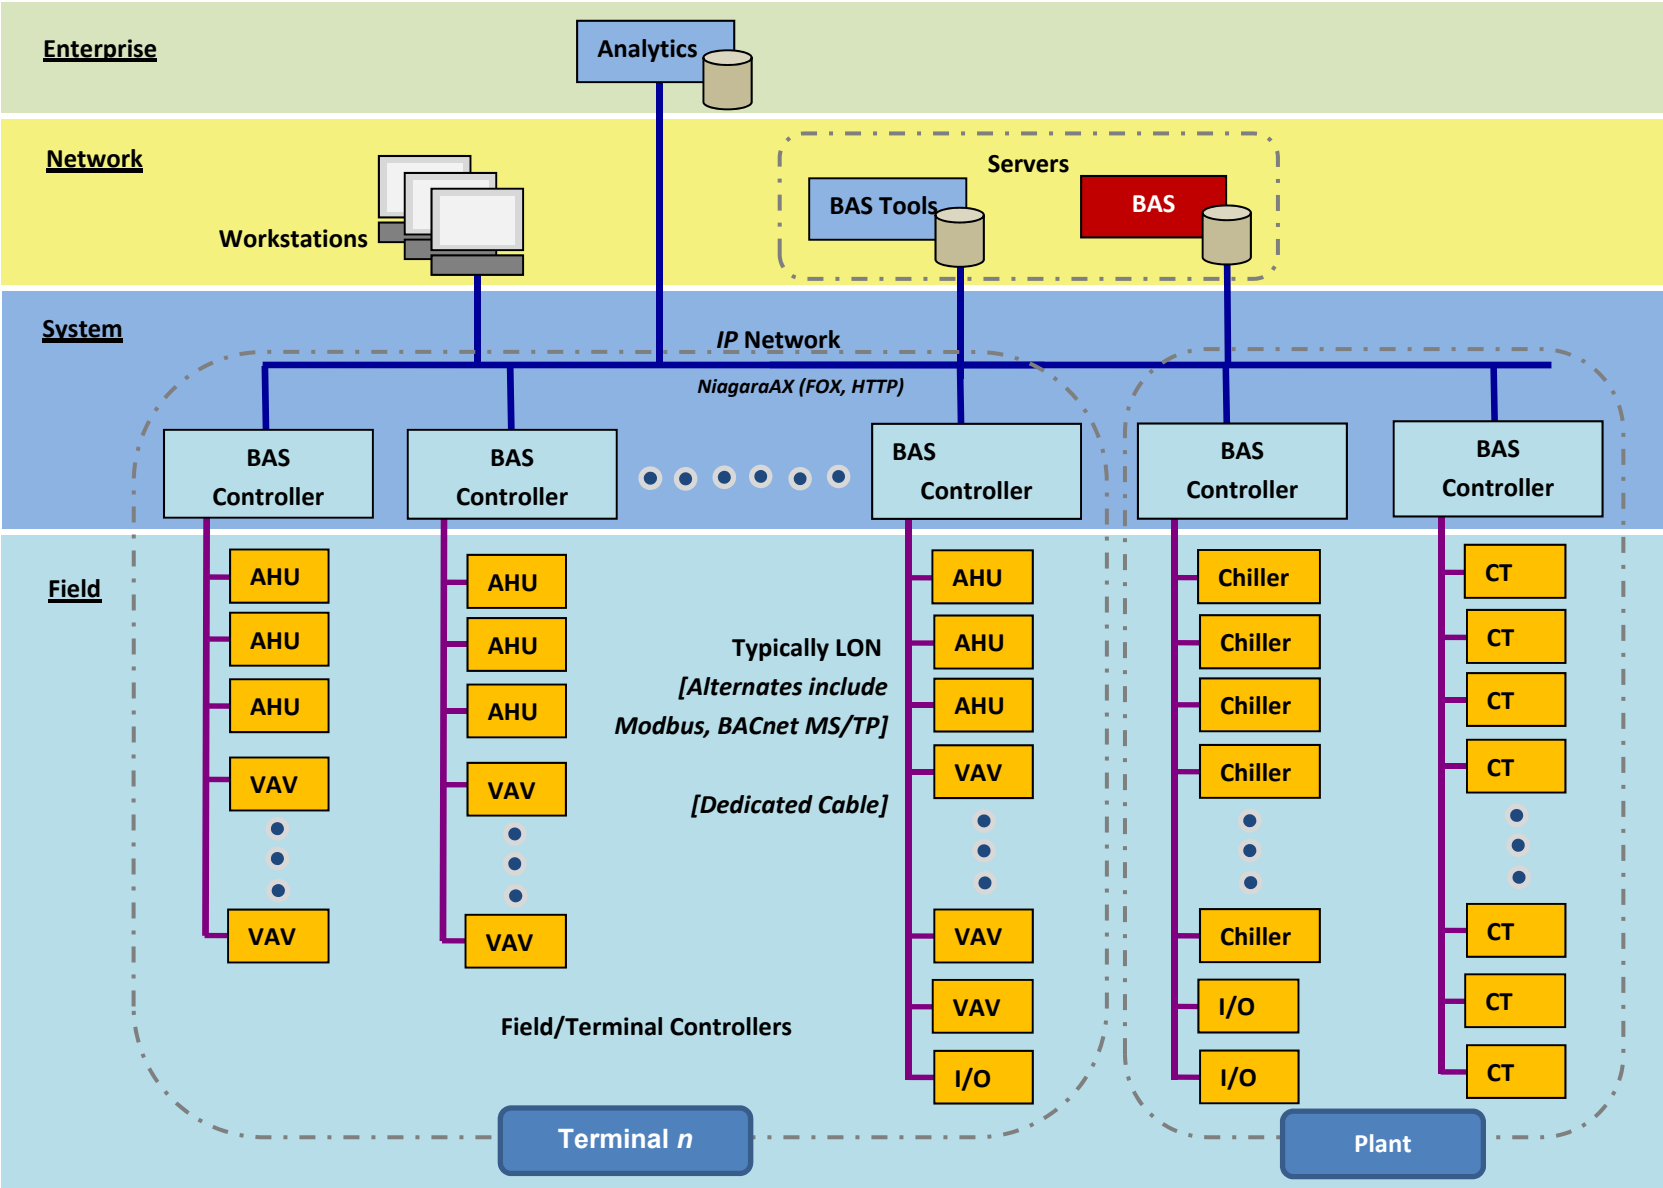 Enterprise
Analytics
Network
Servers
BAS Tools
BAS
Workstations
System
IP Network
NiagaraAX (FOX, HTTP)
BAS
Controller
BAS
Controller
BAS
Controller
BAS
Controller
BAS
Controller
Field
AHU
AHU
AHU
VAV
VAV
AHU
AHU
AHU
VAV
VAV
Typically LON
[Alternates include
Modbus, BACnet MS/TP]
[Dedicated Cable]
AHU
AHU
AHU
VAV
VAV
VAV
I/O
Chiller
Chiller
Chiller
Chiller
Chiller
I/O
I/O
CT
CT
CT
CT
CT
CT
CT
Field/Terminal Controllers
Terminal n
Plant